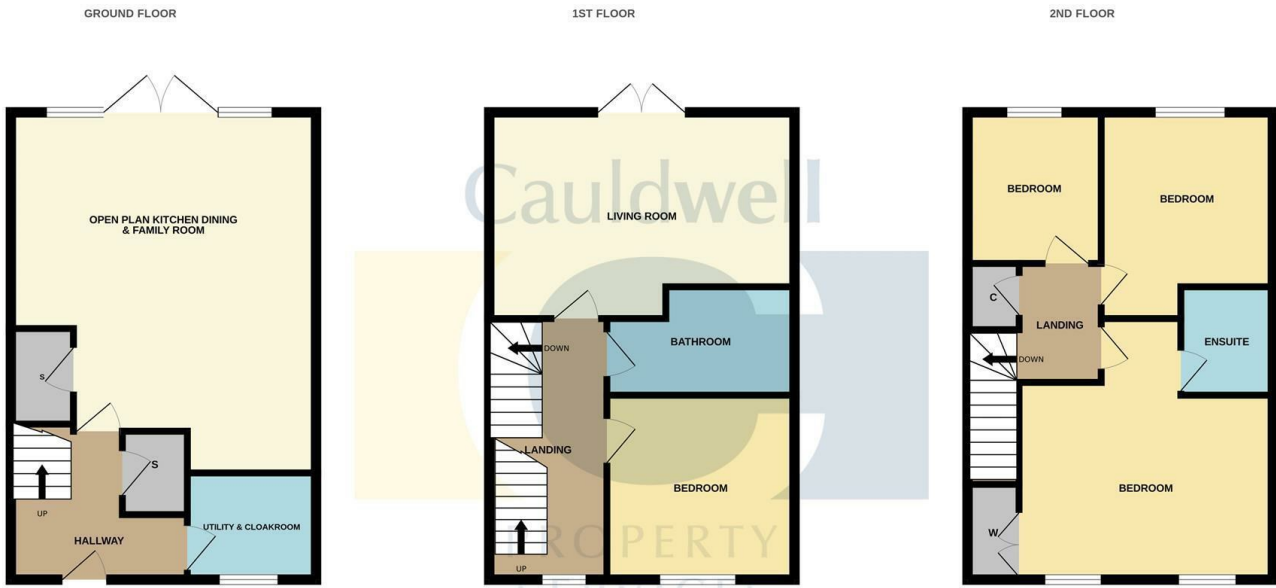 GROUND FLOOR
1ST FLOOR
2ND FLOOR
OPEN PLAN KITCHEN DINING
& FAMILY ROOM
S
S
UP
HALLWAY
UTILITY & CLOAKROOM
Cauldwell
LIVING ROOM
DOWN
BATHROOM
LANDING
BEDROOM
UP
PROPERTY
BEDROOM
BEDROOM
C
LANDING
DOWN
ENSUITE
BEDROOM
W